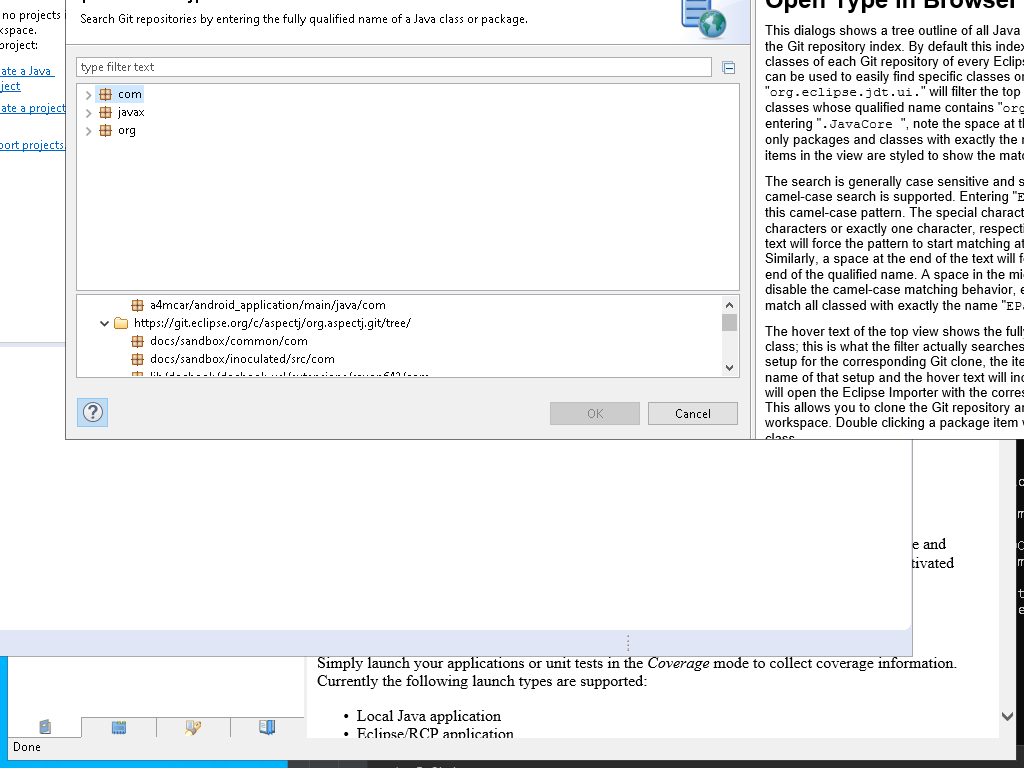 no projects i
kspace.
project:
ate a Java
ject
ate a project
port projects.
Search Git repositories by entering the fully qualified name of a Java class or package.
type filter text
com
javax
org
a4mcar/android_application/main/java/com
https://git.eclipse.org/c/aspectj/org.aspectj.git/tree/
docs/sandbox/common/com
docs/sandbox/inoculated/src/com
OK
Cancel
Open Type in Browser
This dialogs shows a tree outline of all Java
the Git repository index. By default this index
classes of each Git repository of every Eclips
can be used to easily find specific classes or
"org.eclipse.jdt.ui." will filter the top
classes whose qualified name contains "org
entering ".JavaCore ", note the space at th
only packages and classes with exactly the n
items in the view are styled to show the matc
The search is generally case sensitive and s
camel-case search is supported. Entering "E
this camel-case pattern. The special charact
characters or exactly one character, respecti
text will force the pattern to start matching at
Similarly, a space at the end of the text will f
end of the qualified name. A space in the mi
disable the camel-case matching behavior, e
match all classed with exactly the name "EPa
The hover text of the top view shows the fully
class; this is what the filter actually searches
setup for the corresponding Git clone, the ite
name of that setup and the hover text will inc
will open the Eclipse Importer with the corres
This allows you to clone the Git repository an
workspace. Double clicking a package item w
class
e and
tivated
Simply launch your applications or unit tests in the Coverage mode to collect coverage information.
Currently the following launch types are supported:
• Local Java application
• Eclipse/RCP application
Done